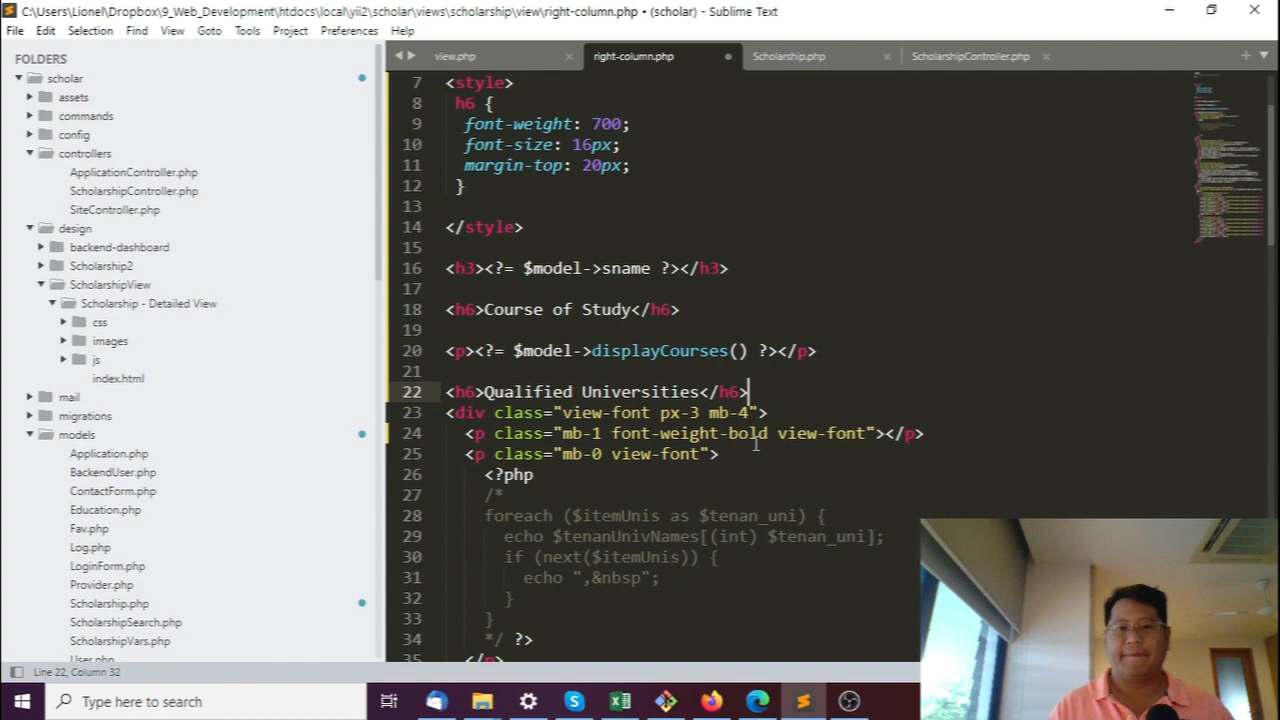 C:\Users\Lionel\Dropbox\9_Web_Development\htdocs\local\yii2\scholar\views\scholarship\view\right-column.php • (scholar) - Sublime Text
File Edit Selection Find View Goto Tools Project Preferences Help
FOLDERS
scholar
assets
commands
config
controllers
ApplicationController.php
ScholarshipController.php
SiteController.php
design
backend-dashboard
Scholarship2
ScholarshipView
Scholarship - Detailed View
css
images
js
index.html
mail
migrations
models
Application.php
BackendUser.php
ContactForm.php
Education.php
Fav.php
Log.php
LoginForm.php
Provider.php
Scholarship.php
ScholarshipSearch.php
ScholarshipVars.php
User.php
view.php right-column.php Scholarship.php ScholarshipController.php
7 <style>
8 h6 {
9 font-weight: 700;
10 font-size: 16px;
11 margin-top: 20px;
12 }
13
14 </style>
15
16 <h3><?= $model->sname ?></h3>
17
18 <h6>Course of Study</h6>
19
20 <p><?= $model->displayCourses() ?></p>
21
22 <h6>Qualified Universities</h6>
23 <div class="view-font px-3 mb-4">
24 <p class="mb-1 font-weight-bold view-font"></p>
25 <p class="mb-0 view-font">
26 <?php
27 /*
28 foreach ($itemUnis as $tenan_uni) {
29 echo $tenanUnivNames[(int) $tenan_uni];
30 if (next($itemUnis)) {
31 echo ",&nbsp";
32 }
33 }
34 */ ?>
35 </p>
Line 22, Column 32
Type here to search